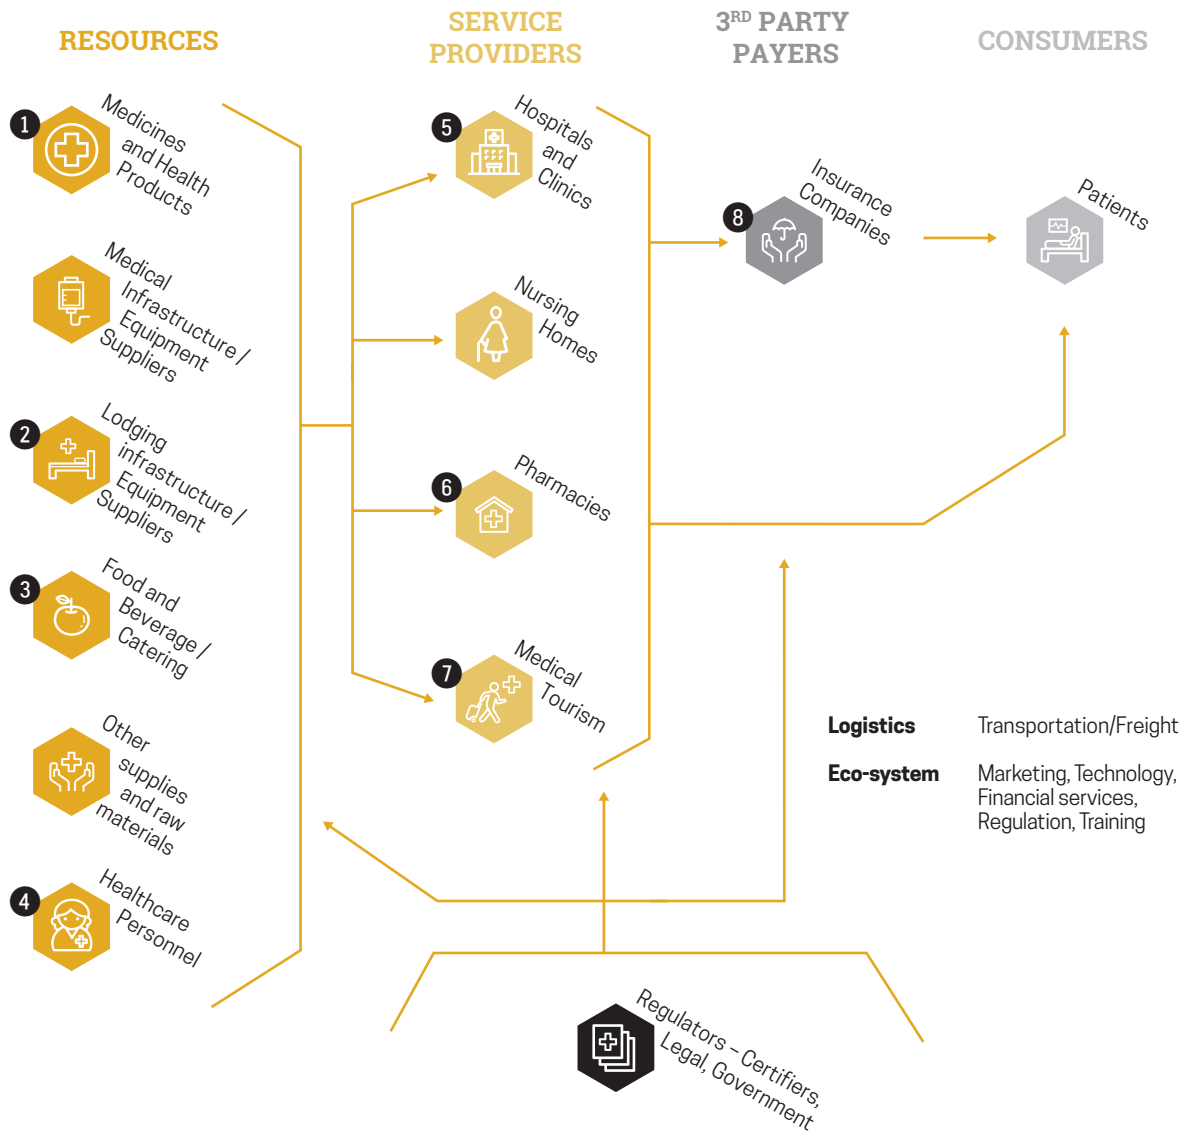 RESOURCES
SERVICE
PROVIDERS
3RD PARTY
PAYERS
CONSUMERS
1
Medicines
and Health
Products
Medical
Infrastructure /
Equipment
Suppliers
2
Lodging
infrastructure /
Equipment
Suppliers
3
Food and
Beverage /
Catering
Other
supplies
and raw
materials
4
Healthcare
Personnel
5
Hospitals
and
Clinics
Nursing
Homes
6
Pharmacies
7
Medical
Tourism
8
Insurance
Companies
Patients
Logistics Transportation/Freight
Eco-system Marketing, Technology,
Financial services,
Regulation, Training
Regulators – Certifiers,
Legal, Government